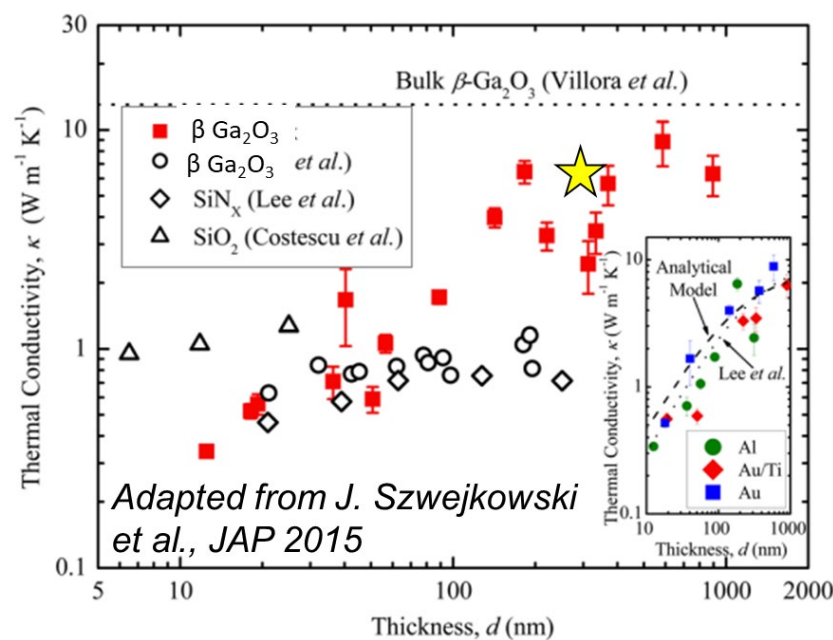 30
Bulk β-Ga₂O₃ (Villora et al.)
10
β Ga₂O₃
β Ga₂O₃ et al.)
SiNₓ (Lee et al.)
SiO₂ (Costescu et al.)
1
0.1
Thermal Conductivity, κ (W m⁻¹ K⁻¹)
Adapted from J. Szwejkowski
et al., JAP 2015
5 10 100 1000 2000
Thickness, d (nm)
10
Analytical
Model
1
Lee et al.
Al
Au/Ti
Au
0.1
Thermal Conductivity, κ (W m⁻¹ K⁻¹)
10 100 1000
Thickness, d (nm)